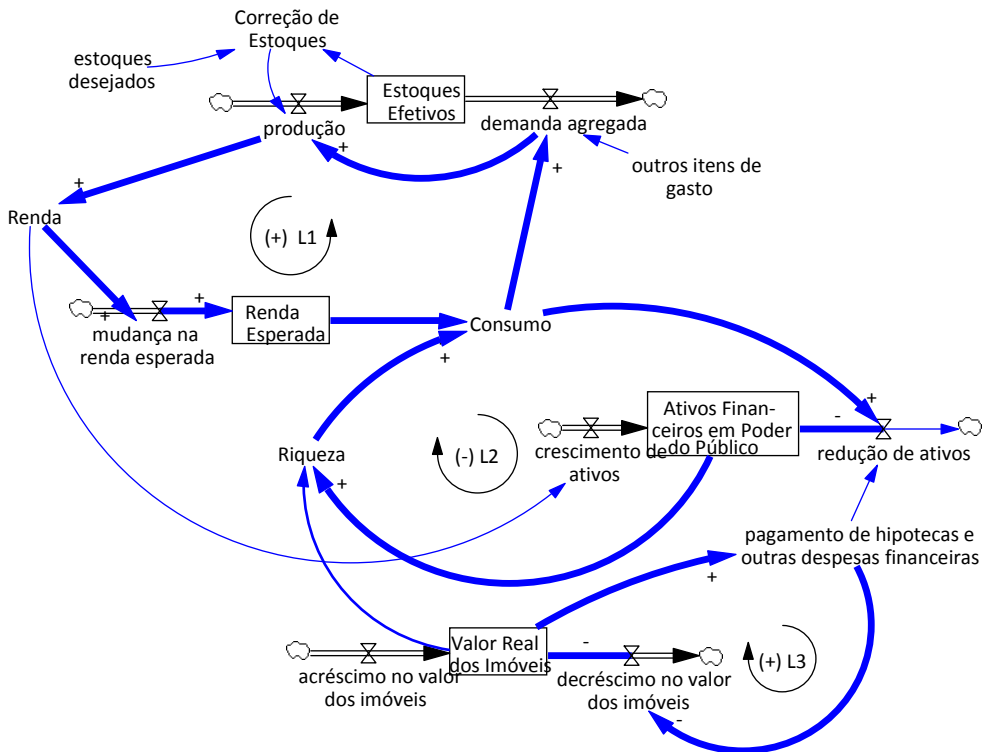 Correção de
Estoques
estoques
desejados
Estoques
Efetivos
produção
demanda agregada
+
+
outros itens de
gasto
+
Renda
(+) L1
+
+
mudança na
renda esperada
Renda
Esperada
Consumo
+
+
-
Ativos Finan-
ceiros em Poder
do Público
crescimento de
ativos
redução de ativos
Riqueza
(-) L2
+
pagamento de hipotecas e
outras despesas financeiras
+
Valor Real
dos Imóveis
-
acréscimo no valor
dos imóveis
decréscimo no valor
dos imóveis
(+) L3
-